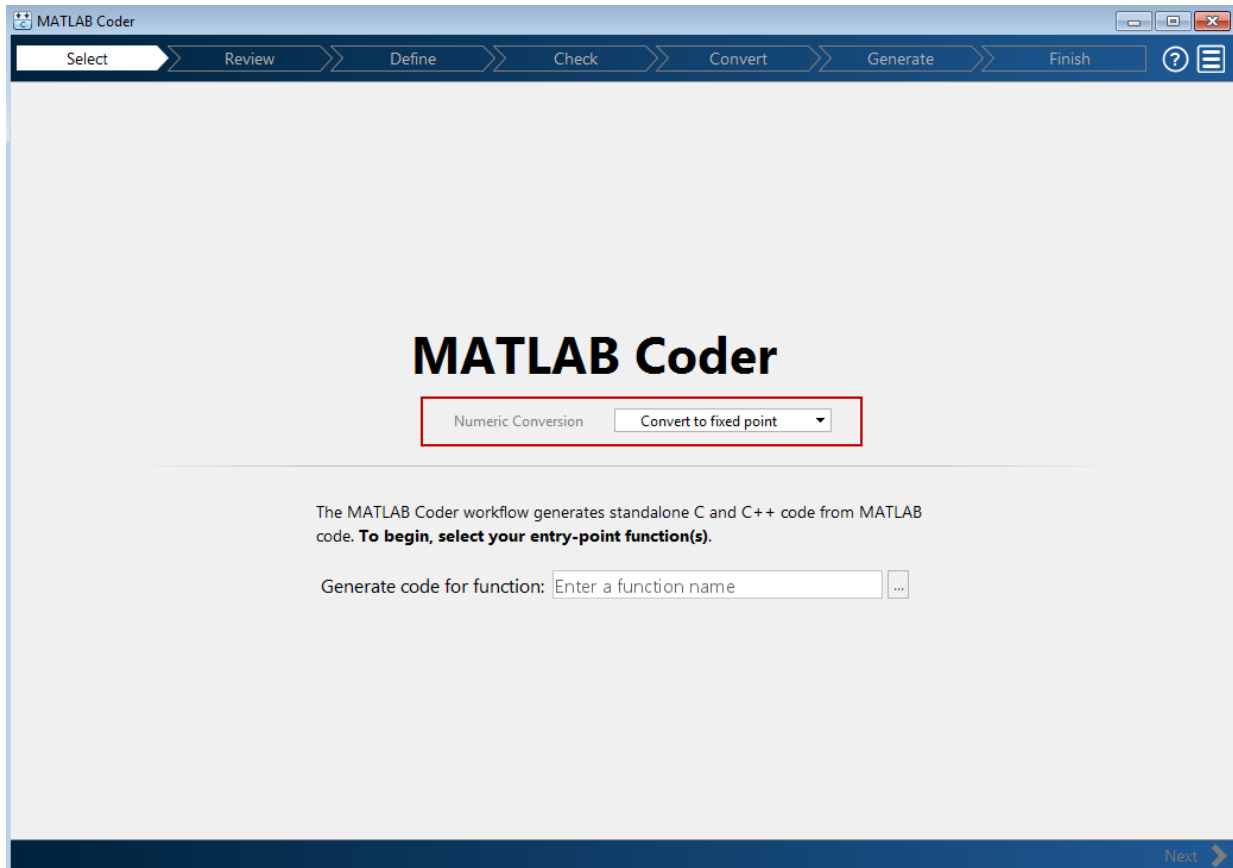 MATLAB Coder
Select Review Define Check Convert Generate Finish ?
MATLAB Coder
Numeric Conversion Convert to fixed point
The MATLAB Coder workflow generates standalone C and C++ code from MATLAB
code. To begin, select your entry-point function(s).
Generate code for function: Enter a function name ...
Next